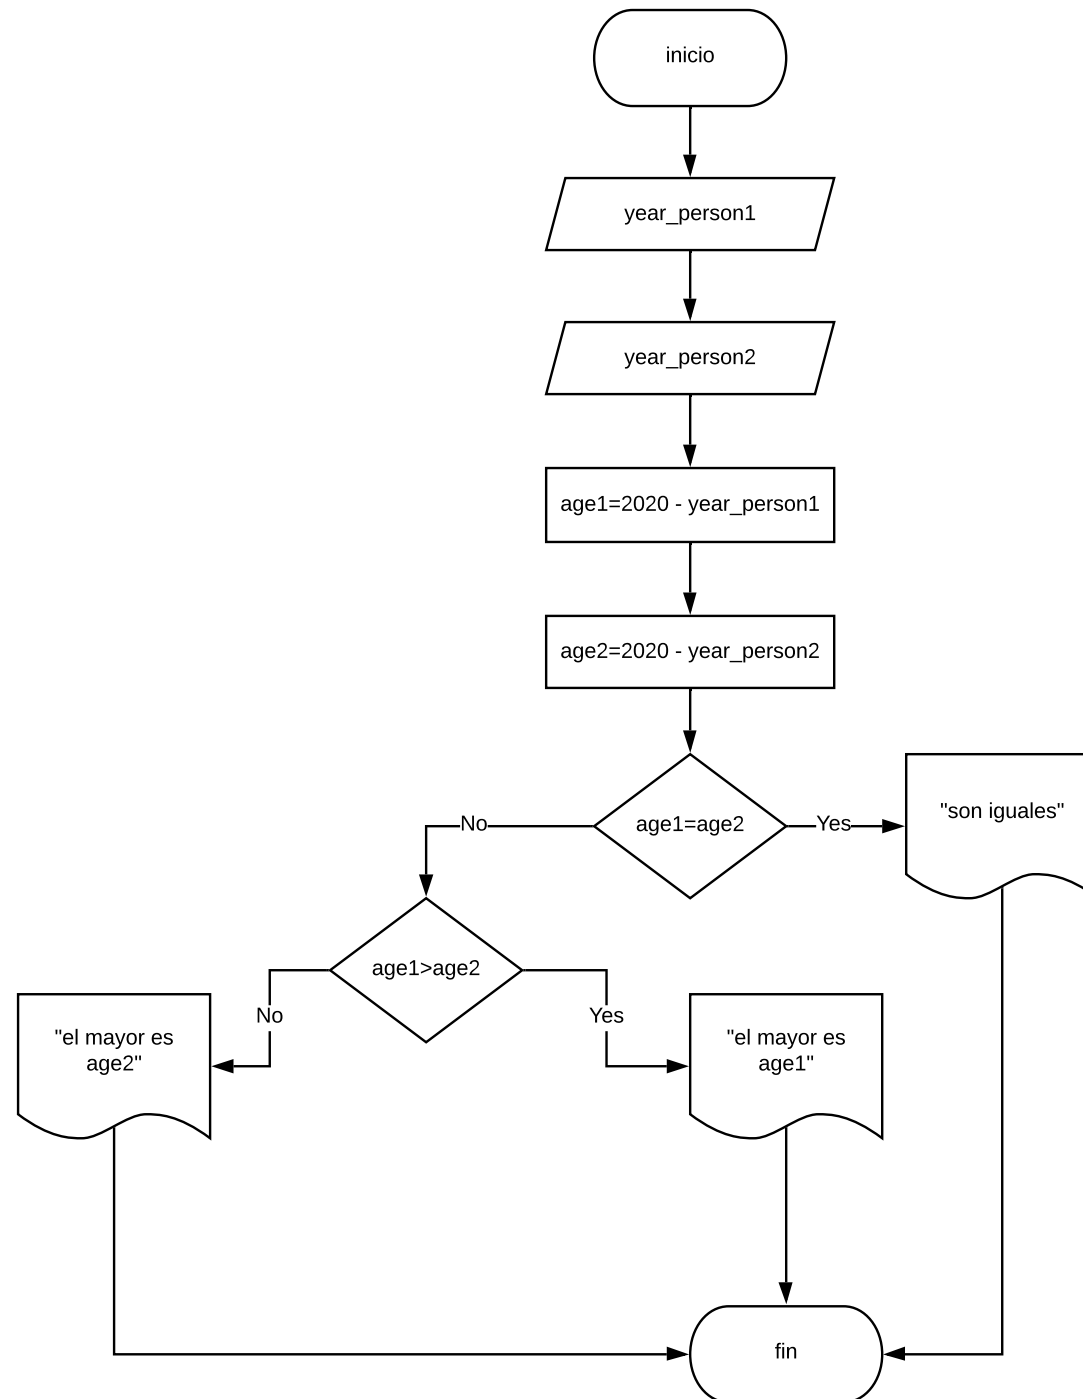 inicio
year_person1
year_person2
age1=2020 - year_person1
age2=2020 - year_person2
age1=age2
No
Yes
"son iguales"
age1>age2
No
Yes
"el mayor es
age2"
"el mayor es
age1"
fin